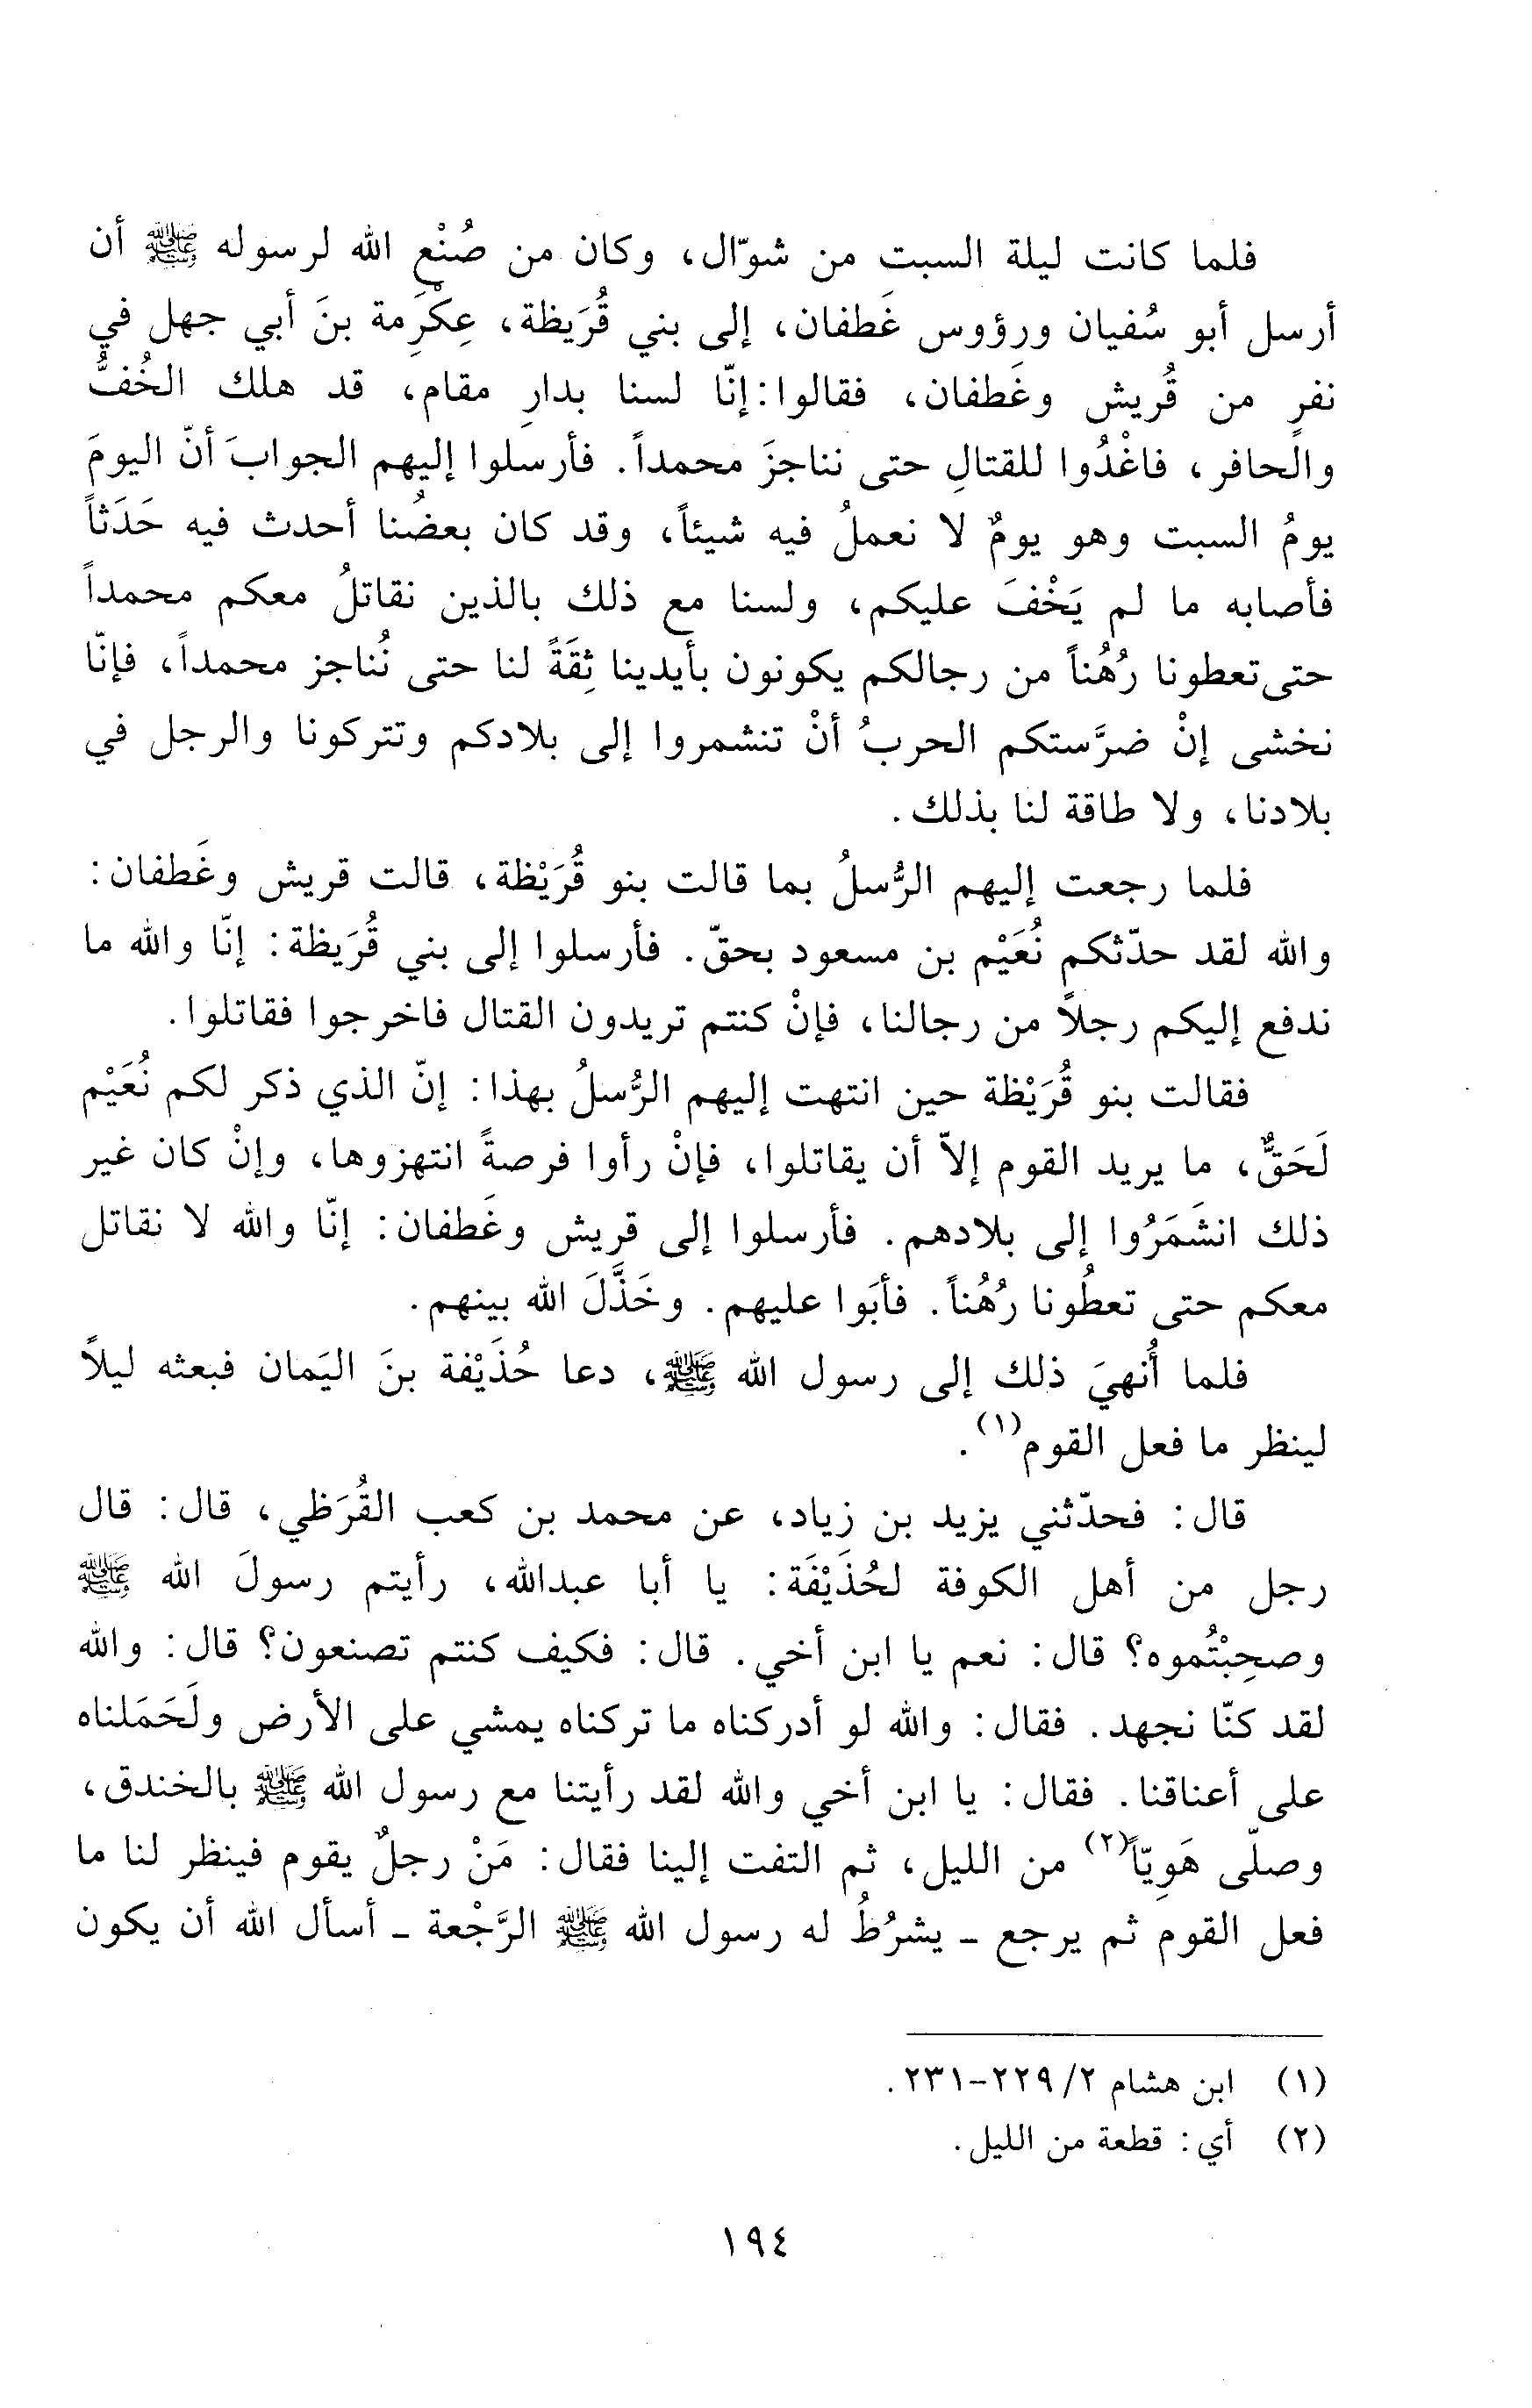 فلما كانت ليلة السبت من شوّال، وكان من صُنْعِ الله لرسوله ﷺ أن
أرسل أبو سُفيان ورؤوس غَطفان، إلى بني قُرَيظة، عِكْرِمة بنَ أبي جهل في
نفرٍ من قُريش وغَطفان، فقالوا: إنّا لسنا بدارِ مقام، قد هلك الخُفُّ
والحافر، فاغْدُوا للقتالِ حتى نناجزَ محمداً. فأرسلوا إليهم الجوابَ أنّ اليومَ
يومُ السبت وهو يومٌ لا نعملُ فيه شيئاً، وقد كان بعضُنا أحدث فيه حَدَثاً
فأصابه ما لم يَخْفَ عليكم، ولسنا مع ذلك بالذين نقاتلُ معكم محمداً
حتى تعطونا رُهُناً من رجالكم يكونون بأيدينا ثِقَةً لنا حتى نُناجز محمداً، فإنّا
نخشى إنْ ضرَّستكم الحربُ أنْ تنشمروا إلى بلادكم وتتركونا والرجل في
بلادنا، ولا طاقة لنا بذلك.
فلما رجعت إليهم الرُّسلُ بما قالت بنو قُرَيْظة، قالت قريش وغَطفان:
والله لقد حدّثكم نُعَيْم بن مسعود بحقّ. فأرسلوا إلى بني قُرَيظة: إنّا والله ما
ندفع إليكم رجلاً من رجالنا، فإنْ كنتم تريدون القتال فاخرجوا فقاتلوا.
فقالت بنو قُرَيْظة حين انتهت إليهم الرُّسلُ بهذا: إنّ الذي ذكر لكم نُعَيْم
لَحَقٌّ، ما يريد القوم إلاّ أن يقاتلوا، فإنْ رأوا فرصةً انتهزوها، وإنْ كان غير
ذلك انشَمَرُوا إلى بلادهم. فأرسلوا إلى قريش وغَطفان: إنّا والله لا نقاتل
معكم حتى تعطُونا رُهُناً. فأبَوا عليهم. وخَذَّلَ الله بينهم.
فلما أُنهيَ ذلك إلى رسول الله ﷺ، دعا حُذَيْفة بنَ اليَمان فبعثه ليلاً
لينظر ما فعل القوم(١).
قال: فحدّثني يزيد بن زياد، عن محمد بن كعب القُرَظي، قال: قال
رجل من أهل الكوفة لحُذَيْفَة: يا أبا عبدالله، رأيتم رسولَ الله ﷺ
وصحِبْتُموه؟ قال: نعم يا ابن أخي. قال: فكيف كنتم تصنعون؟ قال: والله
لقد كنّا نجهد. فقال: والله لو أدركناه ما تركناه يمشي على الأرض ولَحَمَلناه
على أعناقنا. فقال: يا ابن أخي والله لقد رأيتنا مع رسول الله ﷺ بالخندق،
وصلّى هَوِيّاً(٢) من الليل، ثم التفت إلينا فقال: مَنْ رجلٌ يقوم فينظر لنا ما
فعل القوم ثم يرجع ـ يشرُطُ له رسول الله ﷺ الرَّجْعة ـ أسأل الله أن يكون
(١) ابن هشام ٢/ ٢٢٩-٢٣١.
(٢) أي: قطعة من الليل.
١٩٤